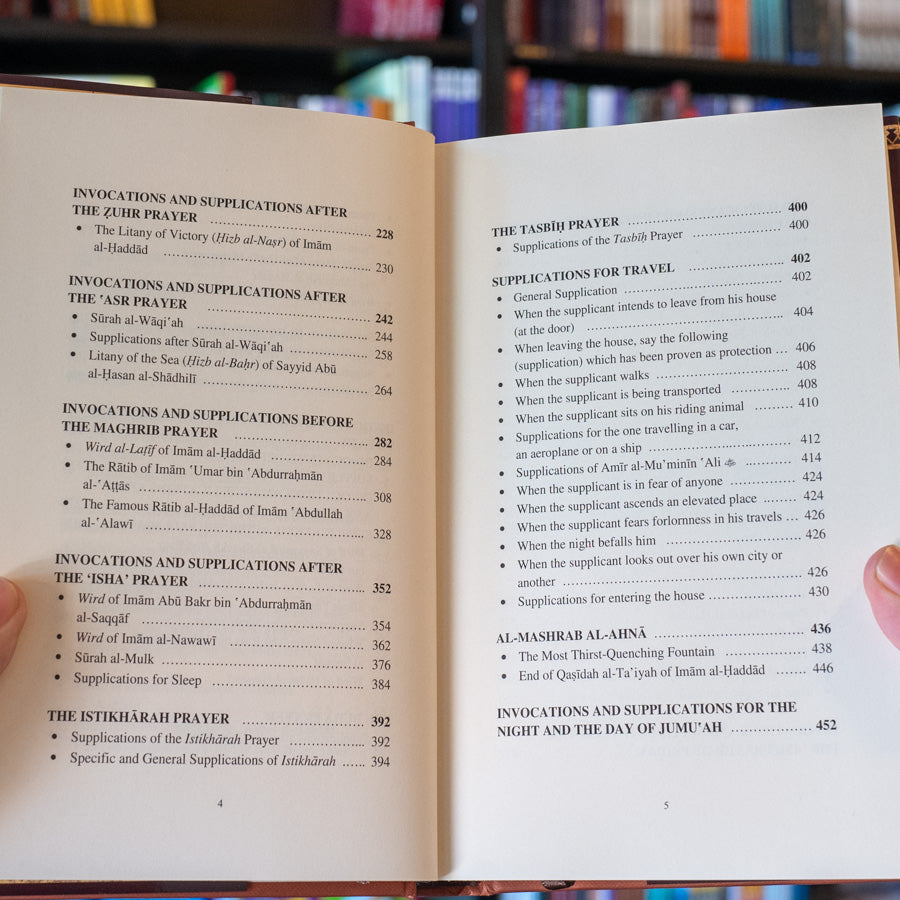 INVOCATIONS AND SUPPLICATIONS AFTER
THE ẒUHR PRAYER ........................................ 228
• The Litany of Victory (Ḥizb al-Naṣr) of Imām
al-Ḥaddād ........................................ 230
INVOCATIONS AND SUPPLICATIONS AFTER
THE ʿAṢR PRAYER ........................................ 242
• Sūrah al-Wāqiʿah ........................................ 244
• Supplications after Sūrah al-Wāqiʿah ................ 258
• Litany of the Sea (Ḥizb al-Baḥr) of Sayyid Abū
al-Ḥasan al-Shādhilī ........................................ 264
INVOCATIONS AND SUPPLICATIONS BEFORE
THE MAGHRIB PRAYER ................................ 282
• Wird al-Laṭīf of Imām al-Ḥaddād ........................ 284
• The Rātib of Imām ʿUmar bin ʿAbdurraḥmān
al-ʿAṭṭās ........................................ 308
• The Famous Rātib al-Ḥaddād of Imām ʿAbdullah
al-ʿAlawī ........................................ 328
INVOCATIONS AND SUPPLICATIONS AFTER
THE ‘ISHA’ PRAYER ........................................ 352
• Wird of Imām Abū Bakr bin ʿAbdurraḥmān
al-Saqqāf ........................................ 354
• Wird of Imām al-Nawawī ................................ 362
• Sūrah al-Mulk ........................................ 376
• Supplications for Sleep ................................ 384
THE ISTIKHĀRAH PRAYER ................................ 392
• Supplications of the Istikhārah Prayer ................ 392
• Specific and General Supplications of Istikhārah ...... 394
4
THE TASBĪḤ PRAYER ................................ 400
• Supplications of the Tasbīḥ Prayer ................ 400
SUPPLICATIONS FOR TRAVEL ................................ 402
• General Supplication ................................ 402
• When the supplicant intends to leave from his house
(at the door) ........................................ 404
• When leaving the house, say the following
(supplication) which has been proven as protection ... 406
• When the supplicant walks ................................ 408
• When the supplicant is being transported ................ 408
• When the supplicant sits on his riding animal ......... 410
• Supplications for the one travelling in a car,
an aeroplane or on a ship ................................ 412
• Supplications of Amīr al-Mu’minīn ʿAli ............ 414
• When the supplicant is in fear of anyone ............ 424
• When the supplicant ascends an elevated place ........ 424
• When the supplicant fears forlornness in his travels ... 426
• When the night befalls him ................................ 426
• When the supplicant looks out over his own city or
another ........................................ 426
• Supplications for entering the house ................ 430
AL-MASHRAB AL-AHNĀ ................................ 436
• The Most Thirst-Quenching Fountain ................ 438
• End of Qaṣīdah al-Ta’iyah of Imām al-Ḥaddād ....... 446
INVOCATIONS AND SUPPLICATIONS FOR THE
NIGHT AND THE DAY OF JUMU’AH ................ 452
5